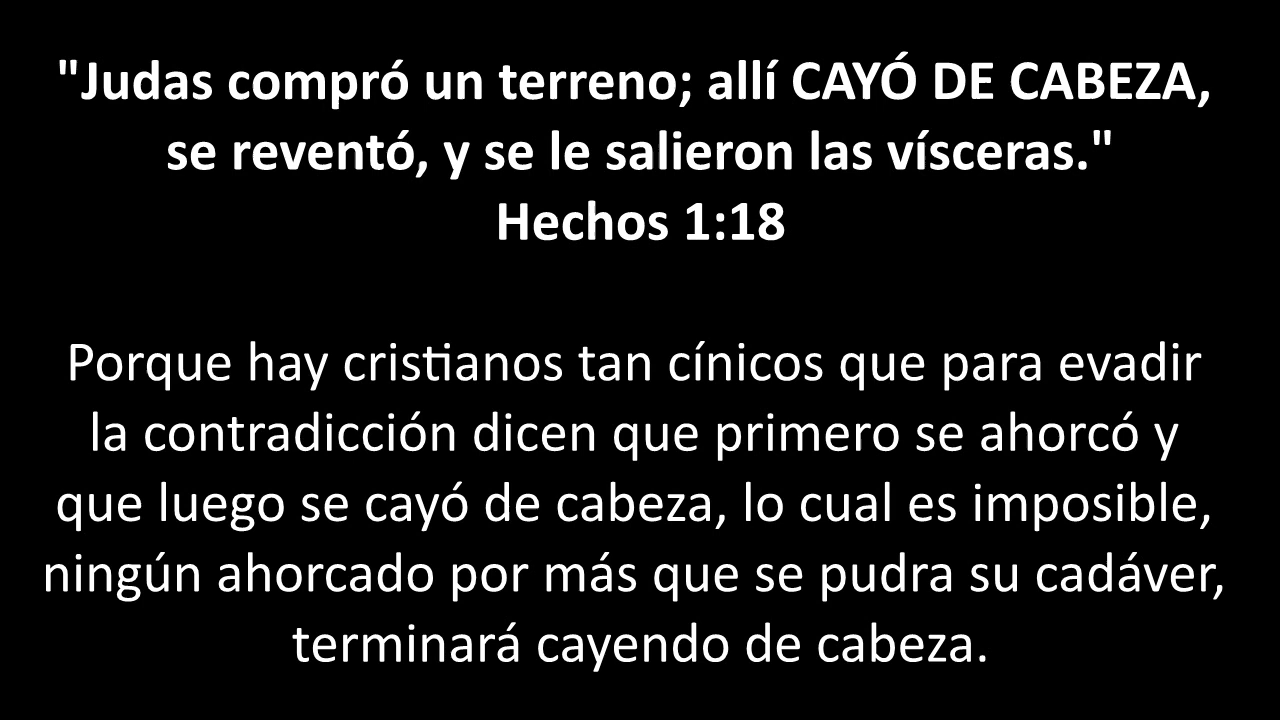 "Judas compró un terreno; allí CAYÓ DE CABEZA,
se reventó, y se le salieron las vísceras."
Hechos 1:18
Porque hay cristianos tan cínicos que para evadir
la contradicción dicen que primero se ahorcó y
que luego se cayó de cabeza, lo cual es imposible,
ningún ahorcado por más que se pudra su cadáver,
terminará cayendo de cabeza.